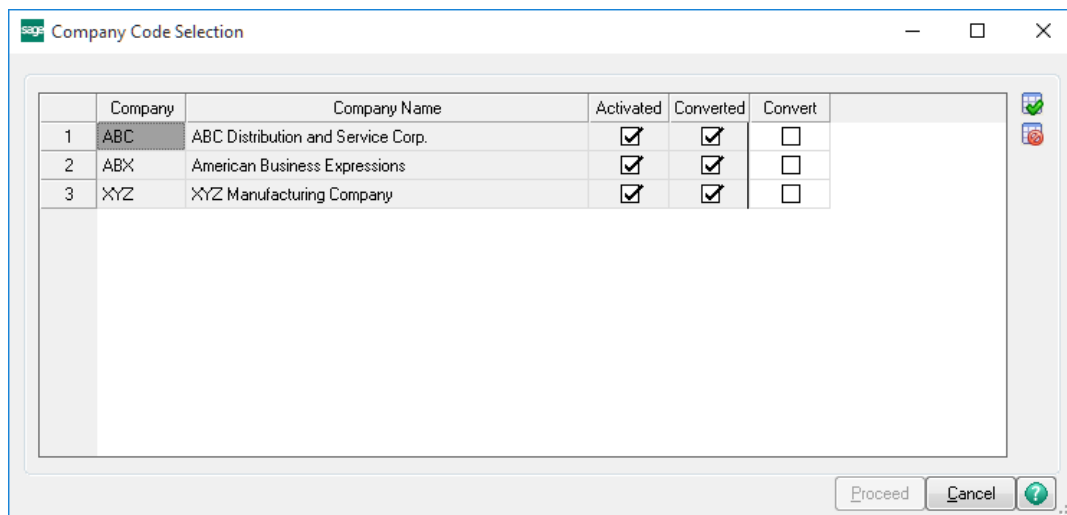 sage Company Code Selection
Company Company Name Activated Converted Convert
1 ABC ABC Distribution and Service Corp.
2 ABX American Business Expressions
3 XYZ XYZ Manufacturing Company
Proceed Cancel ?